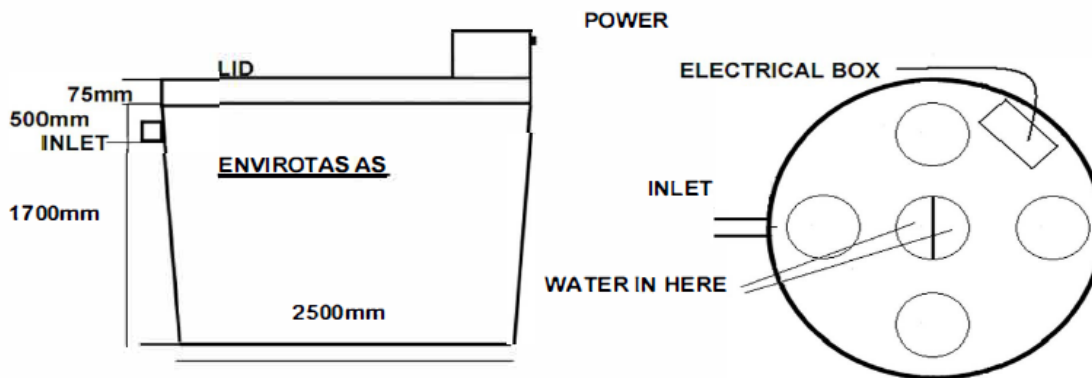 POWER
LID
ELECTRICAL BOX
75mm
500mm
INLET
ENVIROTAS AS
INLET
1700mm
WATER IN HERE
2500mm